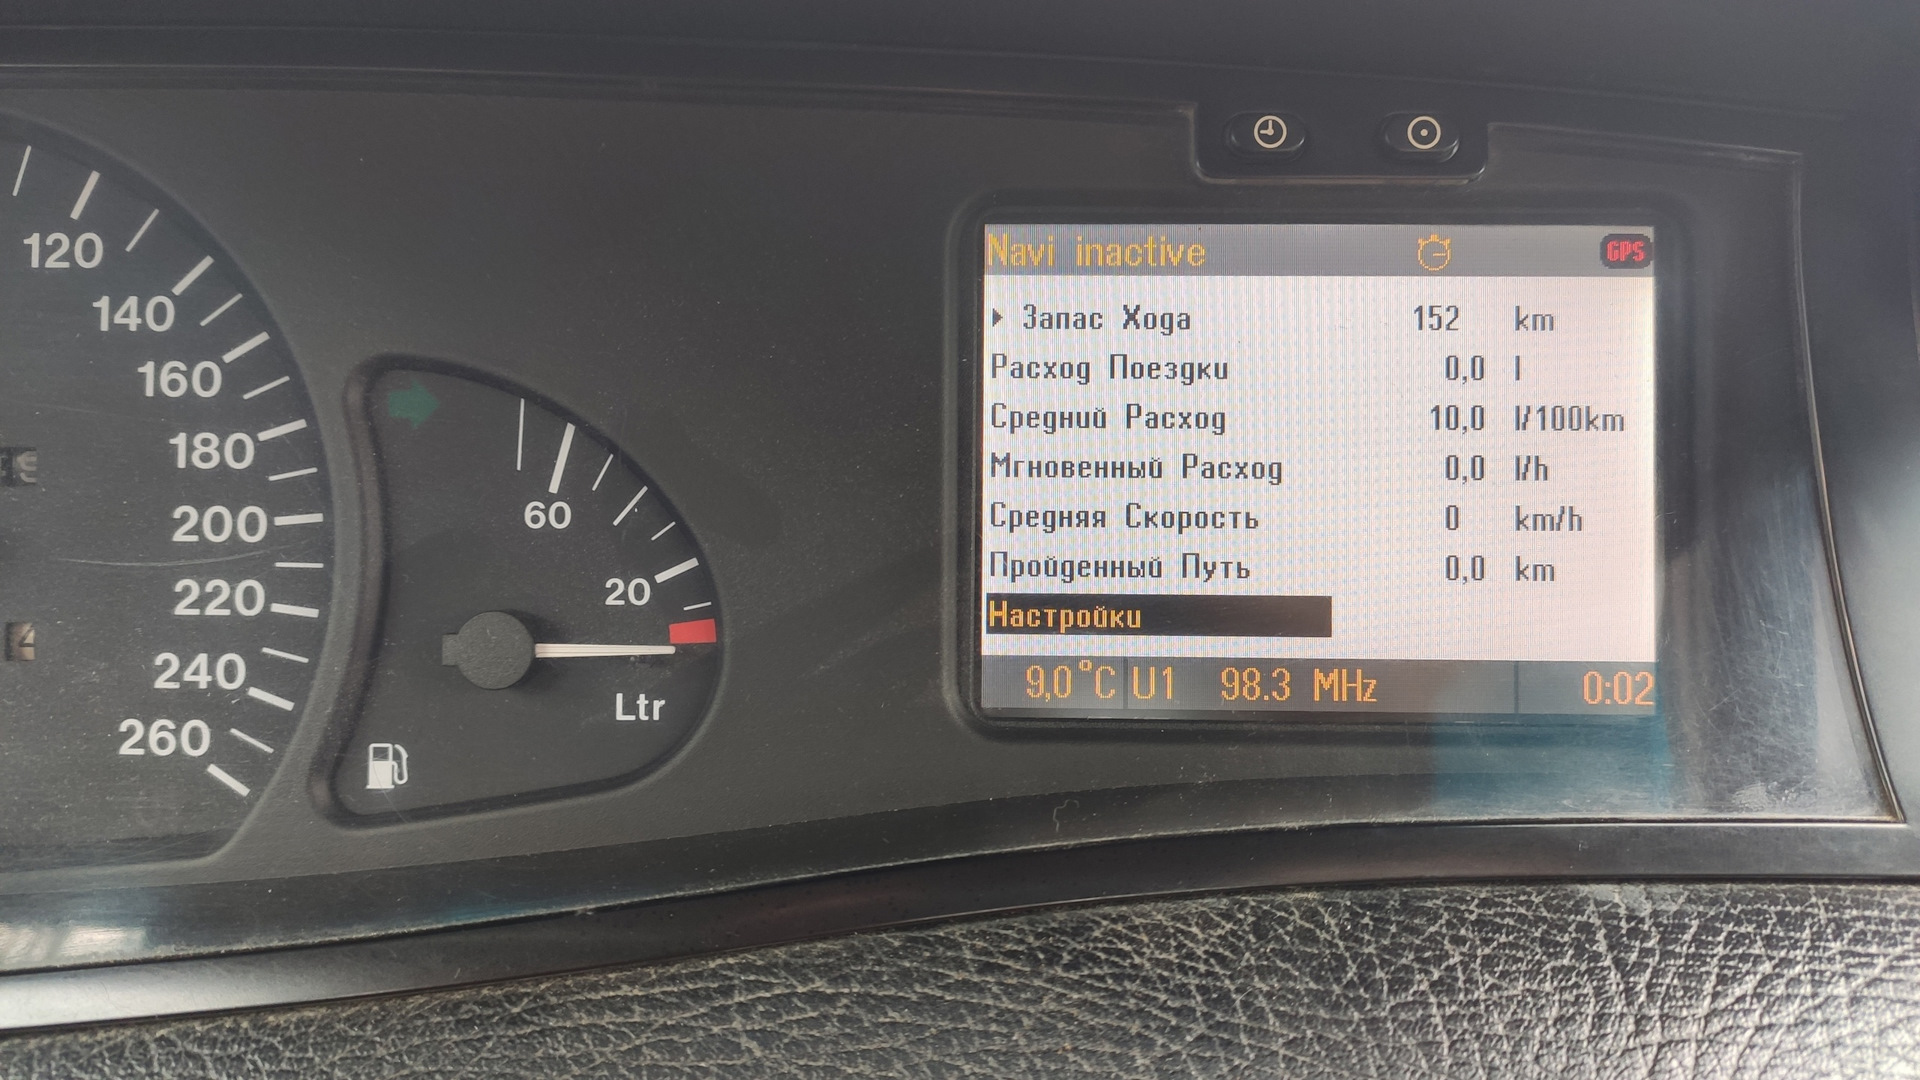 120
140
160
180
200
220
240
260
60
20
Ltr
Navi inactive GPS
Запас Хода 152 km
Расход Поездки 0,0 l
Средний Расход 10,0 l/100km
Мгновенный Расход 0,0 l/h
Средняя Скорость 0 km/h
Пройденный Путь 0,0 km
Настройки
9,0°C U1 98.3 MHz 0:02